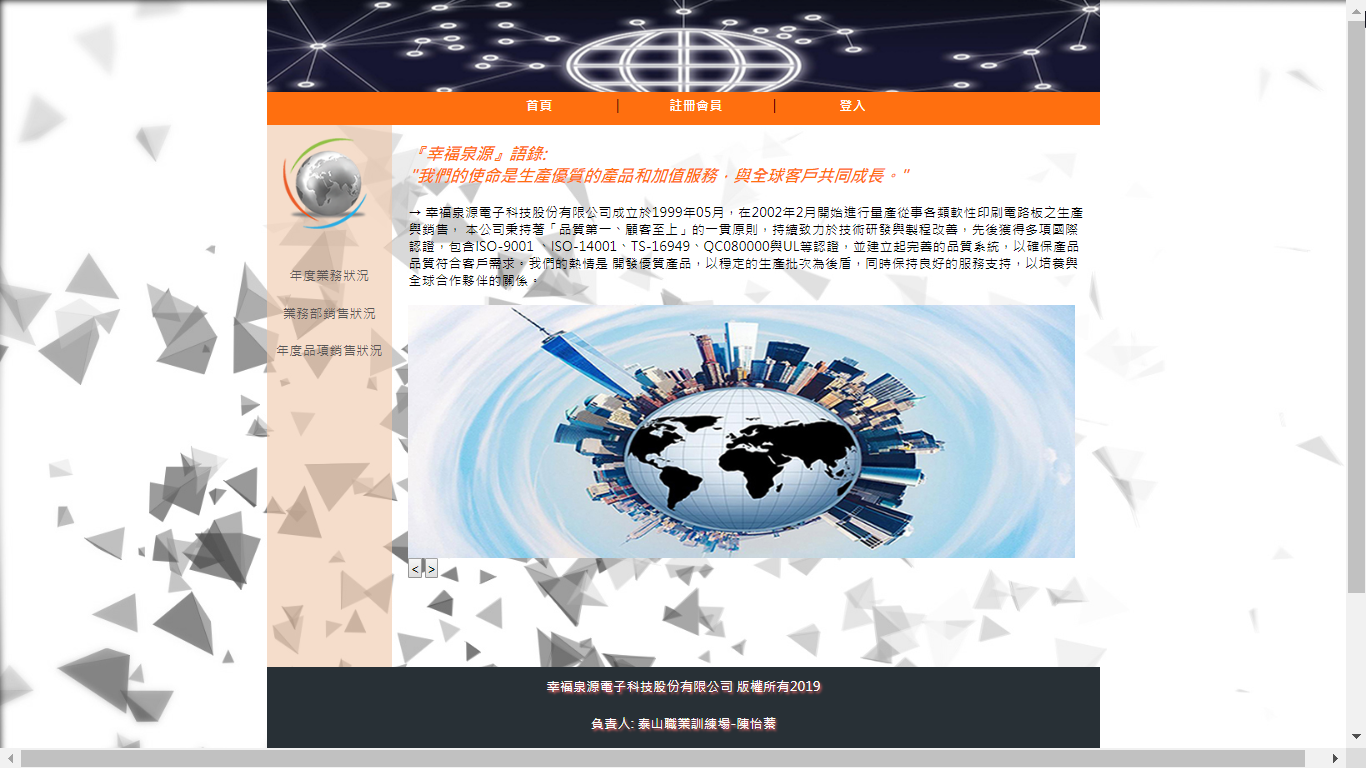 首頁 | 註冊會員 | 登入
『幸福泉源』語錄:
"我們的使命是生產優質的產品和加值服務，與全球客戶共同成長。"
→ 幸福泉源電子科技股份有限公司成立於1999年05月，在2002年2月開始進行量產從事各類軟性印刷電路板之生產
與銷售， 本公司秉持著「品質第一、顧客至上」的一貫原則，持續致力於技術研發與製程改善，先後獲得多項國際
認證，包含ISO-9001 、ISO-14001、TS-16949、QC080000與UL等認證，並建立起完善的品質系統，以確保產品
品質符合客戶需求。我們的熱情是 開發優質產品，以穩定的生產批次為後盾，同時保持良好的服務支持，以培養與
全球合作夥伴的關係。
年度業務狀況
業務部銷售狀況
年度品項銷售狀況
< >
幸福泉源電子科技股份有限公司 版權所有2019
負責人: 泰山職業訓練場-陳怡蓁